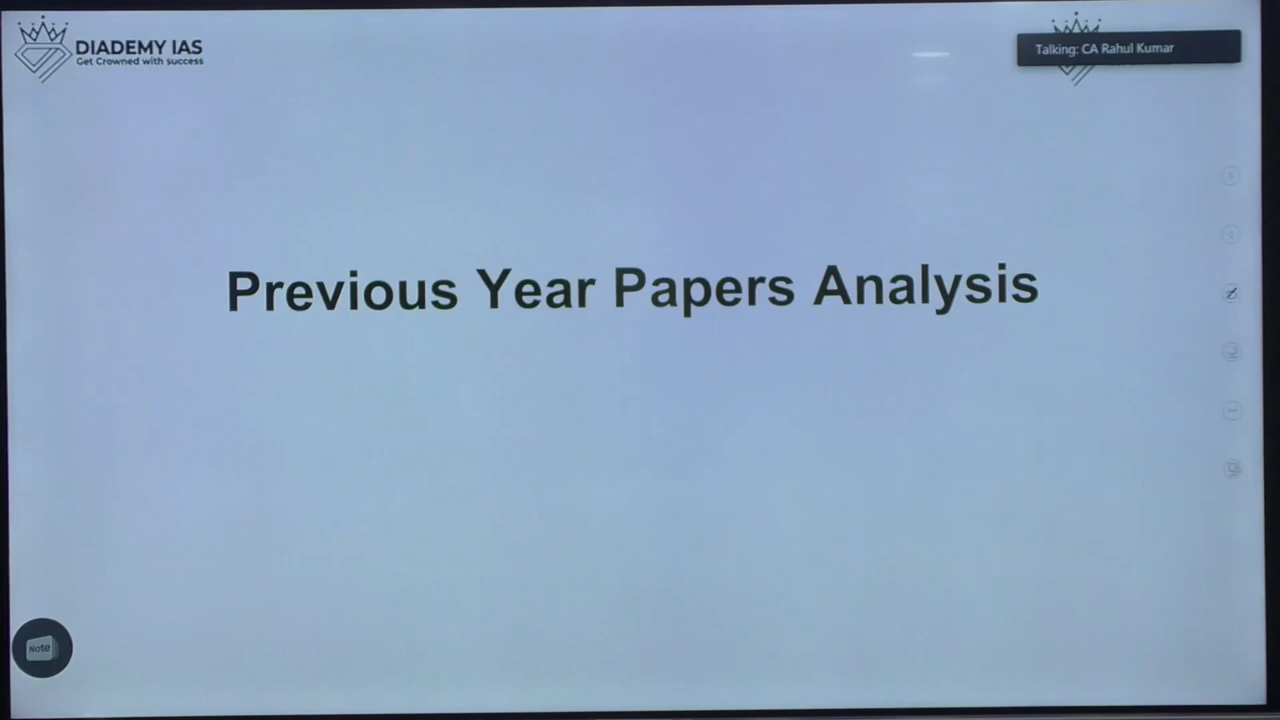 DIADEMY IAS
Get Crowned with success
Talking: CA Rahul Kumar
Previous Year Papers Analysis
Note